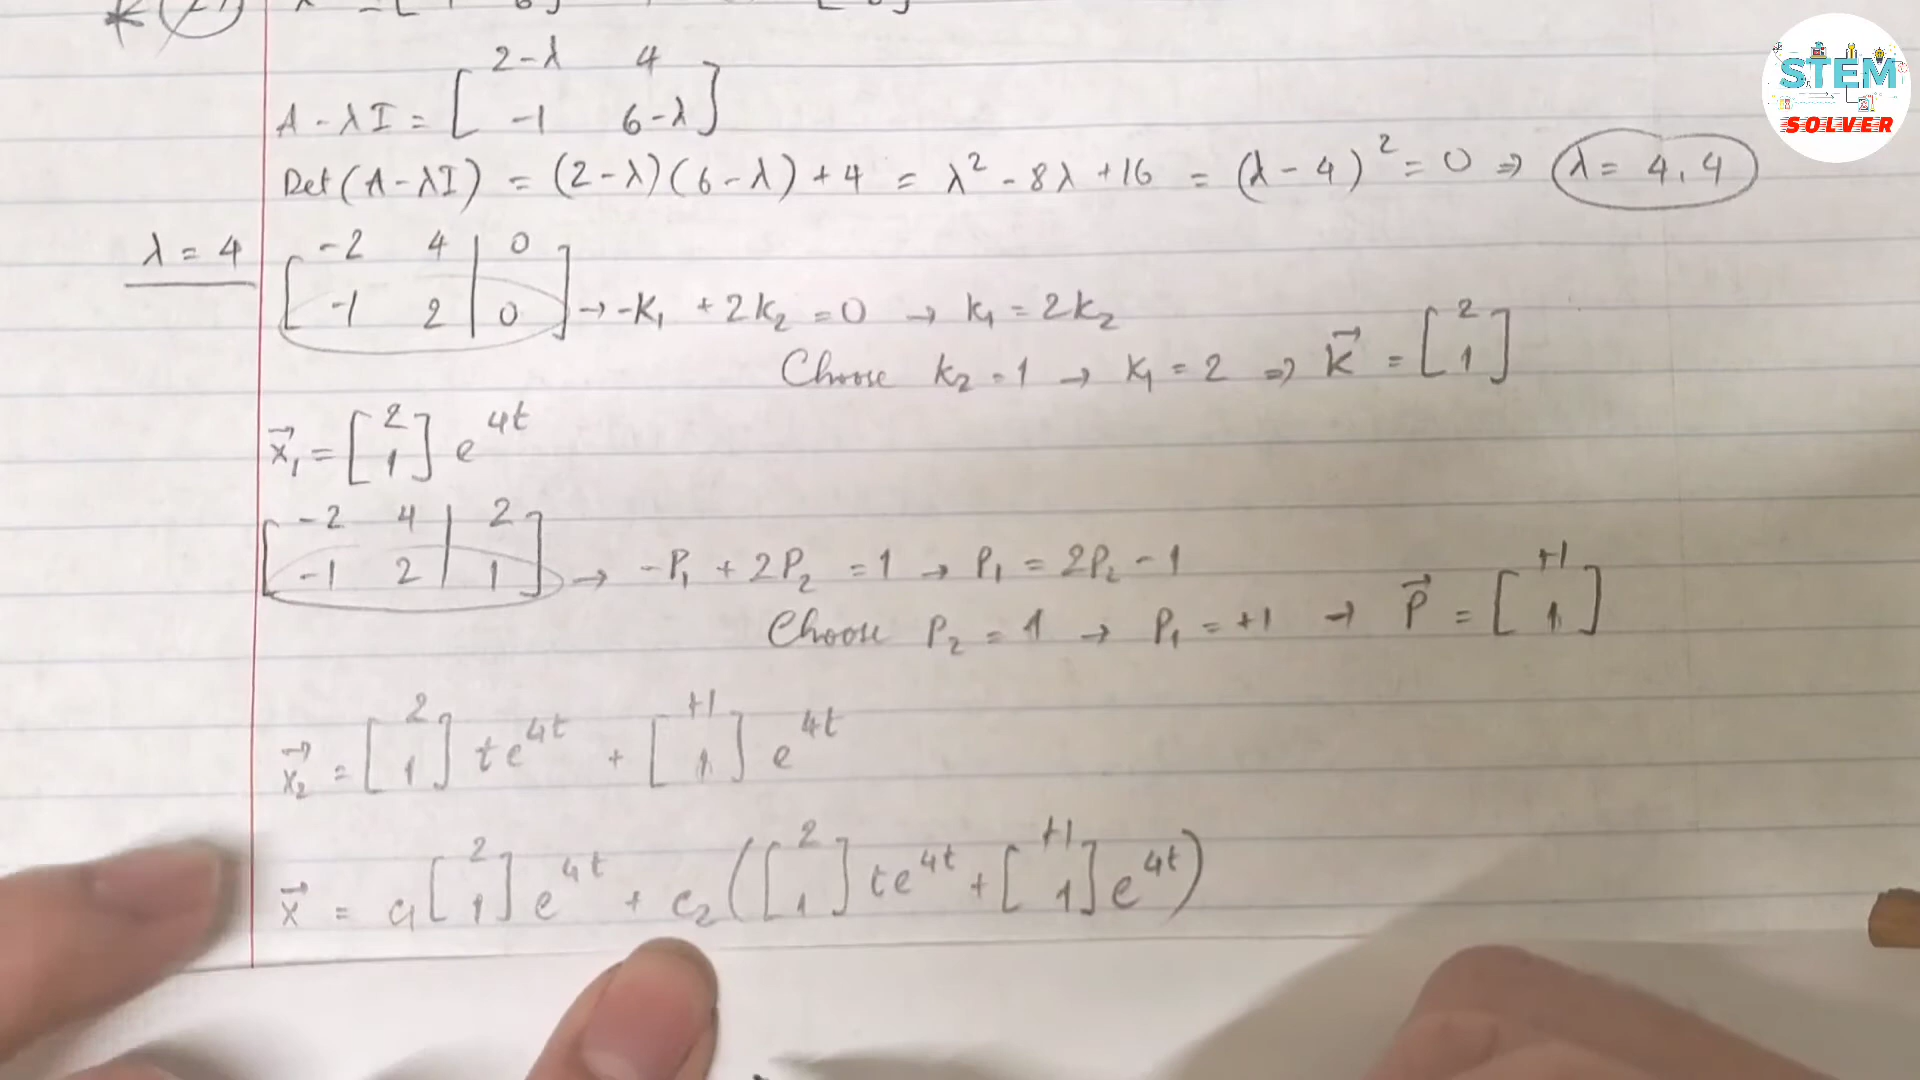 STEM
SOLVER
2-λ 4
A - λI = [ -1 6-λ ]
Det (A - λI) = (2-λ)(6-λ) + 4 = λ² - 8λ + 16 = (λ - 4)² = 0 ⇒ λ = 4, 4
λ = 4 [ -2 4 | 0
-1 2 | 0 ] → -k₁ + 2k₂ = 0 → k₁ = 2k₂
Choose k₂ = 1 → k₁ = 2 ⇒ k⃗ = [ 2 1 ]
x⃗₁ = [ 2 1 ] e^4t
[ -2 4 | 2
-1 2 | 1 ] → -P₁ + 2P₂ = 1 → P₁ = 2P₂ - 1
Choose P₂ = 1 → P₁ = +1 → P⃗ = [ +1 1 ]
x⃗₂ = [ 2 1 ] te^4t + [ +1 1 ] e^4t
x⃗ = c₁ [ 2 1 ] e^4t + c₂ ( [ 2 1 ] te^4t + [ +1 1 ] e^4t )